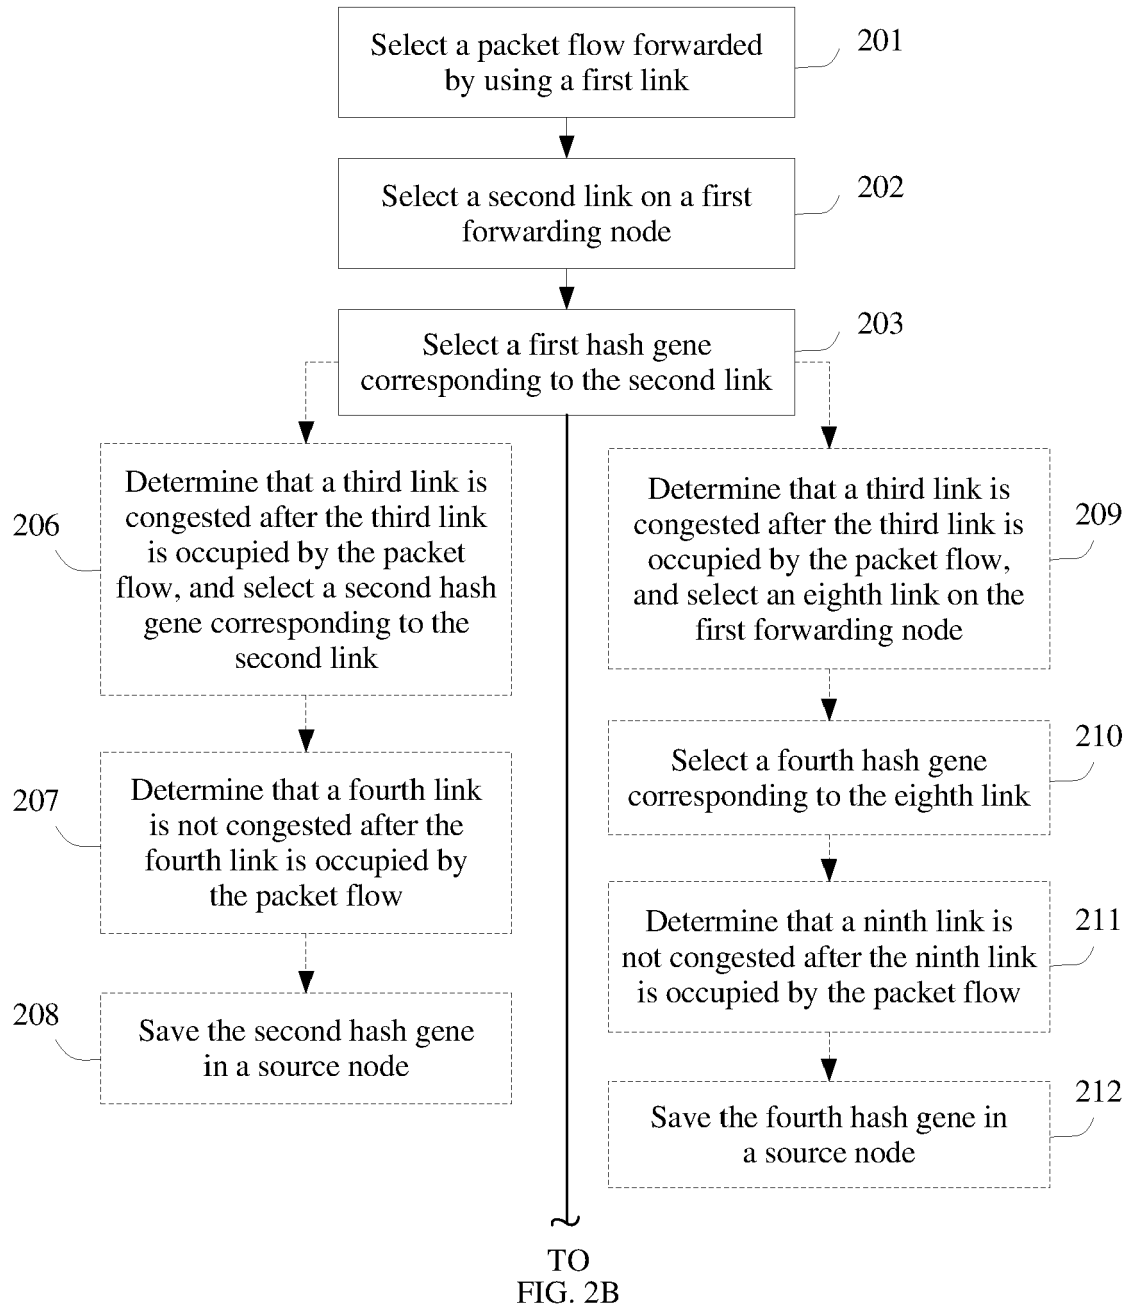 Select a packet flow forwarded
by using a first link
201
Select a second link on a first
forwarding node
202
Select a first hash gene
corresponding to the second link
203
Determine that a third link is
congested after the third link
is occupied by the packet
flow, and select a second hash
gene corresponding to the
second link
206
Determine that a fourth link
is not congested after the
fourth link is occupied by
the packet flow
207
Save the second hash gene
in a source node
208
Determine that a third link is
congested after the third link is
occupied by the packet flow,
and select an eighth link on the
first forwarding node
209
Select a fourth hash gene
corresponding to the eighth link
210
Determine that a ninth link is
not congested after the ninth link
is occupied by the packet flow
211
Save the fourth hash gene in
a source node
212
TO
FIG. 2B